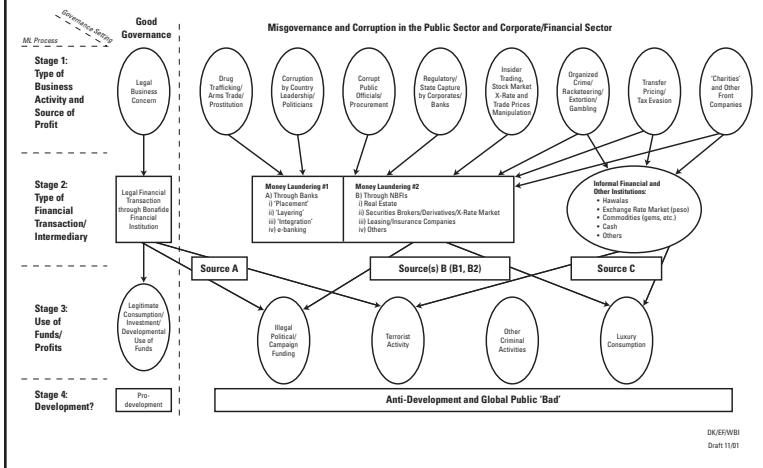 Governance Setting
ML Process
Good
Governance
Misgovernance and Corruption in the Public Sector and Corporate/Financial Sector
Stage 1:
Type of
Business
Activity and
Source of
Profit
Legal
Business
Concern
Drug
Trafficking/
Arms Trade/
Prostitution
Corruption
by Country
Leadership/
Politicians
Corrupt
Public
Officials/
Procurement
Regulatory/
State Capture
by Corporates/
Banks
Insider
Trading,
Stock Market
X-Rate and
Trade Prices
Manipulation
Organized
Crime/
Racketeering/
Extortion/
Gambling
Transfer
Pricing/
Tax Evasion
'Charities'
and Other
Front
Companies
Stage 2:
Type of
Financial
Transaction/
Intermediary
Legal Financial
Transaction
through Bonafide
Financial
Institution
Money Laundering #1
A) Through Banks
i) 'Placement'
ii) 'Layering'
iii) 'Integration'
iv) e-banking
Money Laundering #2
B) Through NBFIs
i) Real Estate
ii) Securities Brokers/Derivatives/X-Rate Market
iii) Leasing/Insurance Companies
iv) Others
Informal Financial and
Other Institutions:
• Hawalas
• Exchange Rate Market (peso)
• Commodities (gems, etc.)
• Cash
• Others
Source A
Source(s) B (B1, B2)
Source C
Stage 3:
Use of
Funds/
Profits
Legitimate
Consumption/
Investment/
Developmental
Use of
Funds
Illegal
Political/
Campaign
Funding
Terrorist
Activity
Other
Criminal
Activities
Luxury
Consumption
Stage 4:
Development?
Pro-
development
Anti-Development and Global Public 'Bad'
DK/EF/WBI
Draft 11/01